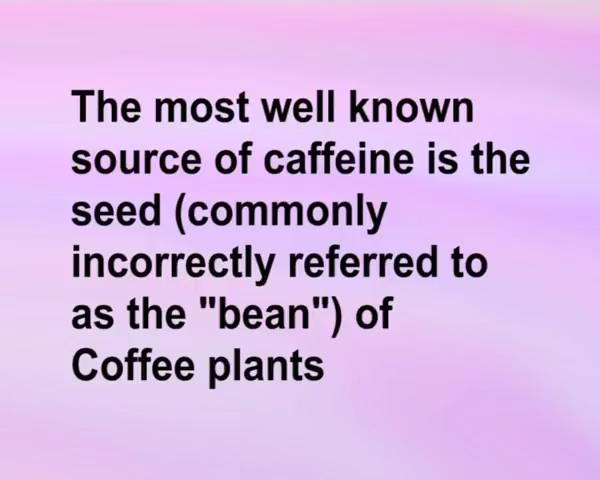 The most well known
source of caffeine is the
seed (commonly
incorrectly referred to
as the "bean") of
Coffee plants